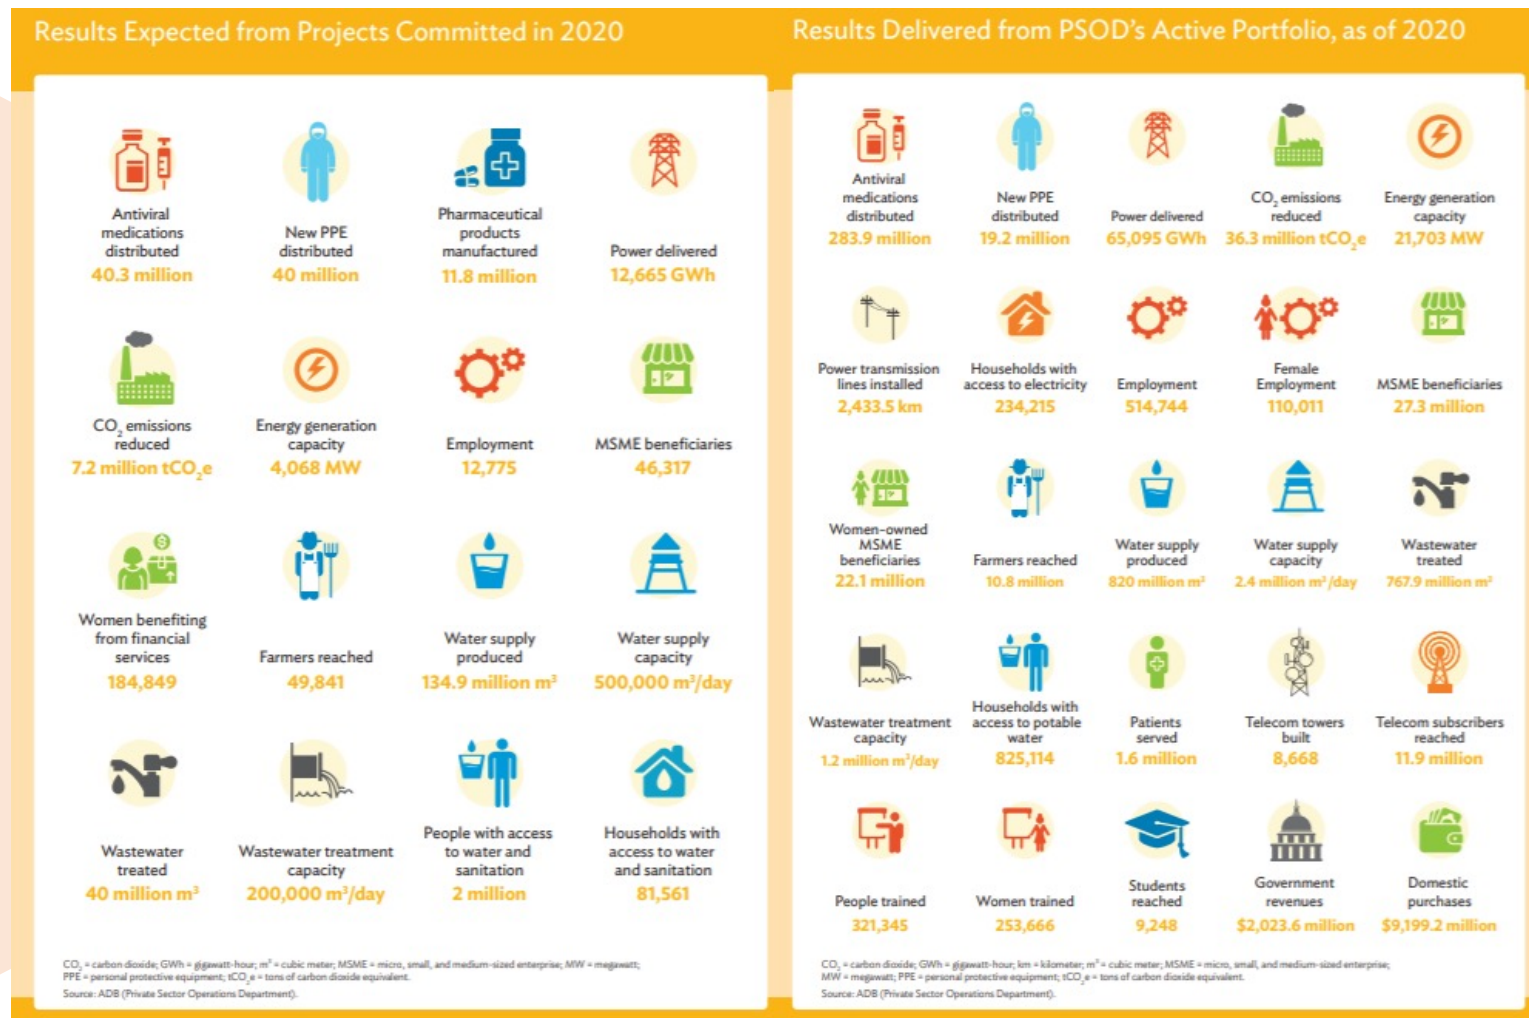 Results Expected from Projects Committed in 2020
Antiviral
medications
distributed
40.3 million
New PPE
distributed
40 million
Pharmaceutical
products
manufactured
11.8 million
Power delivered
12,665 GWh
CO₂ emissions
reduced
7.2 million tCO₂e
Energy generation
capacity
4,068 MW
Employment
12,775
MSME beneficiaries
46,317
Women benefiting
from financial
services
184,849
Farmers reached
49,841
Water supply
produced
134.9 million m³
Water supply
capacity
500,000 m³/day
Wastewater
treated
40 million m³
Wastewater treatment
capacity
200,000 m³/day
People with access
to water and
sanitation
2 million
Households with
access to water
and sanitation
81,561
CO₂ = carbon dioxide; GWh = gigawatt-hour; m³ = cubic meter; MSME = micro, small, and medium-sized enterprise; MW = megawatt;
PPE = personal protective equipment; tCO₂e = tons of carbon dioxide equivalent.
Source: ADB (Private Sector Operations Department).
Results Delivered from PSOD's Active Portfolio, as of 2020
Antiviral
medications
distributed
283.9 million
New PPE
distributed
19.2 million
Power delivered
65,095 GWh
CO₂ emissions
reduced
36.3 million tCO₂e
Energy generation
capacity
21,703 MW
Power transmission
lines installed
2,433.5 km
Households with
access to electricity
234,215
Employment
514,744
Female
Employment
110,011
MSME beneficiaries
27.3 million
Women-owned
MSME
beneficiaries
22.1 million
Farmers reached
10.8 million
Water supply
produced
820 million m³
Water supply
capacity
2.4 million m³/day
Wastewater
treated
767.9 million m³
Wastewater treatment
capacity
1.2 million m³/day
Households with
access to potable
water
825,114
Patients
served
1.6 million
Telecom towers
built
8,668
Telecom subscribers
reached
11.9 million
People trained
321,345
Women trained
253,666
Students
reached
9,248
Government
revenues
$2,023.6 million
Domestic
purchases
$9,199.2 million
CO₂ = carbon dioxide; GWh = gigawatt-hour; km = kilometer; m³ = cubic meter; MSME = micro, small, and medium-sized enterprise;
MW = megawatt; PPE = personal protective equipment; tCO₂e = tons of carbon dioxide equivalent.
Source: ADB (Private Sector Operations Department).